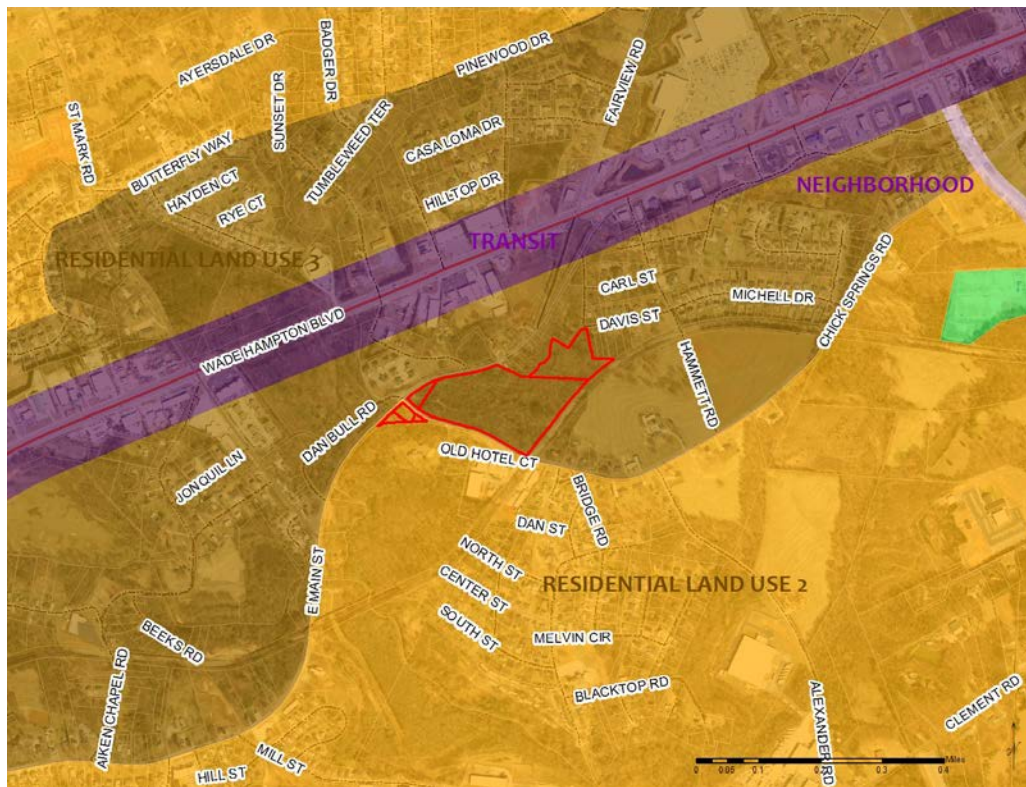 BADGER DR
AYERSDALE DR
PINEWOOD DR
FAIRVIEW RD
SUNSET DR
ST MARK RD
TUMBLEWEED TER
CASA LOMA DR
BUTTERFLY WAY
HAYDEN CT
HILLTOP DR
RYE CT
NEIGHBORHOOD
TRANSIT
RESIDENTIAL LAND USE 3
CARL ST
CHICK SPRINGS RD
MICHELL DR
DAVIS ST
WADE HAMPTON BLVD
HAMMETT RD
DAN BULL RD
OLD HOTEL CT
JONQUIL LN
BRIDGE RD
DAN ST
NORTH ST
E MAIN ST
CENTER ST
RESIDENTIAL LAND USE 2
SOUTH ST
BEEKS RD
MELVIN CIR
BLACKTOP RD
AIKEN CHAPEL RD
ALEXANDER RD
CLEMENT RD
MILL ST
HILL ST
Miles
0 0.05 0.1 0.2 0.3 0.4